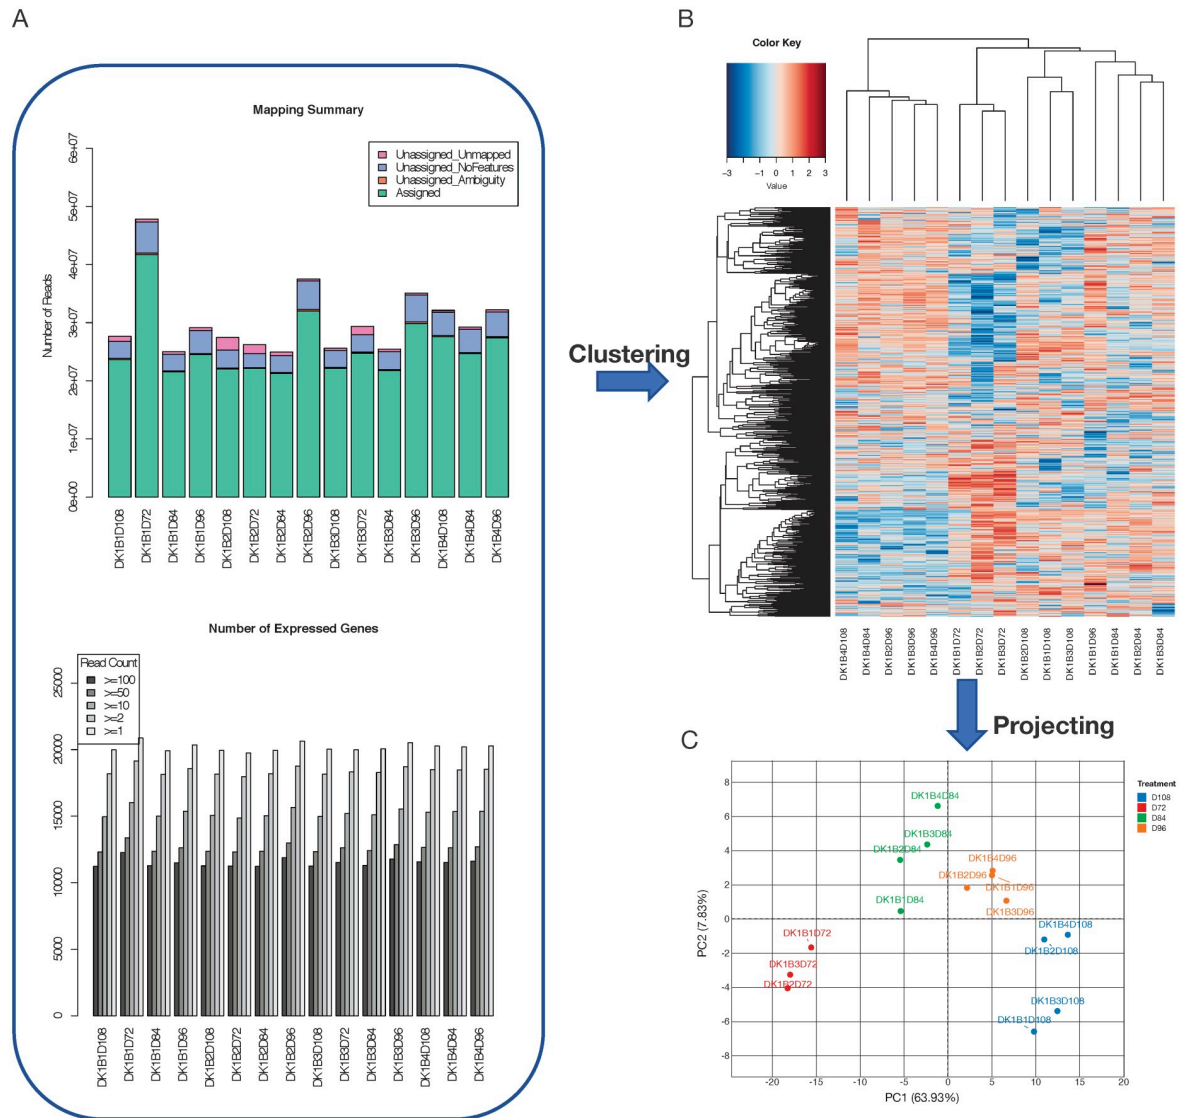 A
Mapping Summary
Number of Reads
0e+00
1e+07
2e+07
3e+07
4e+07
5e+07
6e+07
Unassigned_Unmapped
Unassigned_NoFeatures
Unassigned_Ambiguity
Assigned
DK1B1D108
DK1B1D72
DK1B1D84
DK1B1D96
DK1B2D108
DK1B2D72
DK1B2D84
DK1B2D96
DK1B3D108
DK1B3D72
DK1B3D84
DK1B3D96
DK1B4D108
DK1B4D84
DK1B4D96
Number of Expressed Genes
Read Count
>=100
>=50
>=10
>=2
>=1
0
5000
10000
15000
20000
25000
DK1B1D108
DK1B1D72
DK1B1D84
DK1B1D96
DK1B2D108
DK1B2D72
DK1B2D84
DK1B2D96
DK1B3D108
DK1B3D72
DK1B3D84
DK1B3D96
DK1B4D108
DK1B4D84
DK1B4D96
Clustering
B
Color Key
−3 −1 0 1 2 3
Value
DK1B4D108
DK1B4D84
DK1B2D96
DK1B3D96
DK1B4D96
DK1B1D72
DK1B2D72
DK1B3D72
DK1B2D108
DK1B1D108
DK1B3D108
DK1B1D96
DK1B1D84
DK1B2D84
DK1B3D84
Projecting
C
Treatment
D108
D72
D84
D96
PC2 (7.83%)
8
6
4
2
0
-2
-4
-6
-8
DK1B4D84
DK1B3D84
DK1B2D84
DK1B4D96
DK1B2D96
DK1B1D96
DK1B1D84
DK1B3D96
DK1B4D108
DK1B1D72
DK1B2D108
DK1B3D72
DK1B2D72
DK1B3D108
DK1B1D108
-20 -15 -10 -5 0 5 10 15 20
PC1 (63.93%)